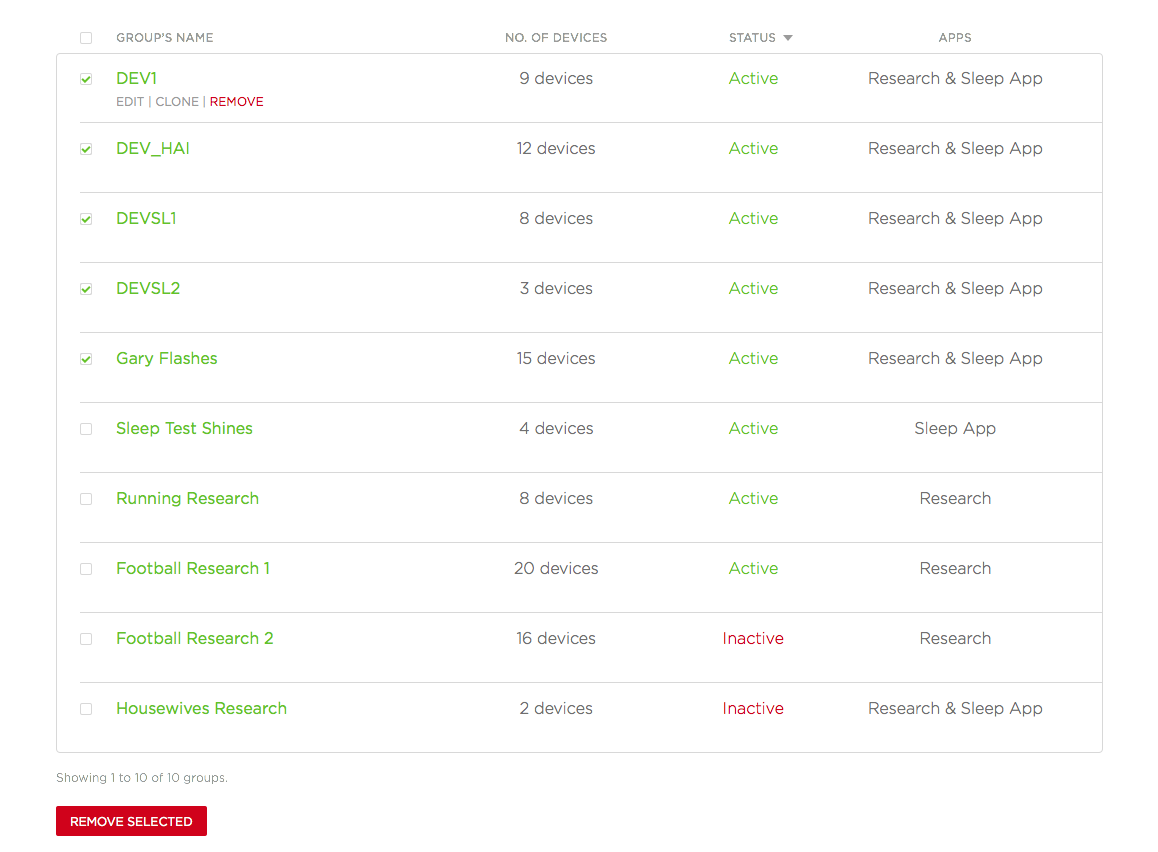 GROUP'S NAME NO. OF DEVICES STATUS APPS
DEV1 9 devices Active Research & Sleep App
EDIT | CLONE | REMOVE
DEV_HAI 12 devices Active Research & Sleep App
DEVSL1 8 devices Active Research & Sleep App
DEVSL2 3 devices Active Research & Sleep App
Gary Flashes 15 devices Active Research & Sleep App
Sleep Test Shines 4 devices Active Sleep App
Running Research 8 devices Active Research
Football Research 1 20 devices Active Research
Football Research 2 16 devices Inactive Research
Housewives Research 2 devices Inactive Research & Sleep App
Showing 1 to 10 of 10 groups.
REMOVE SELECTED